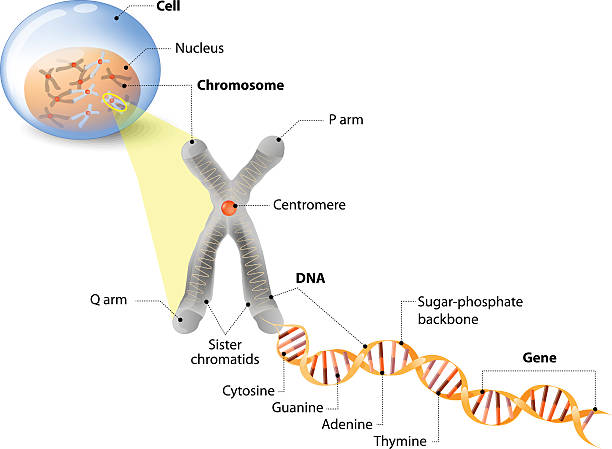 Cell
Nucleus
Chromosome
P arm
Centromere
DNA
Q arm
Sugar-phosphate
backbone
Sister
chromatids
Gene
Cytosine
Guanine
Adenine
Thymine